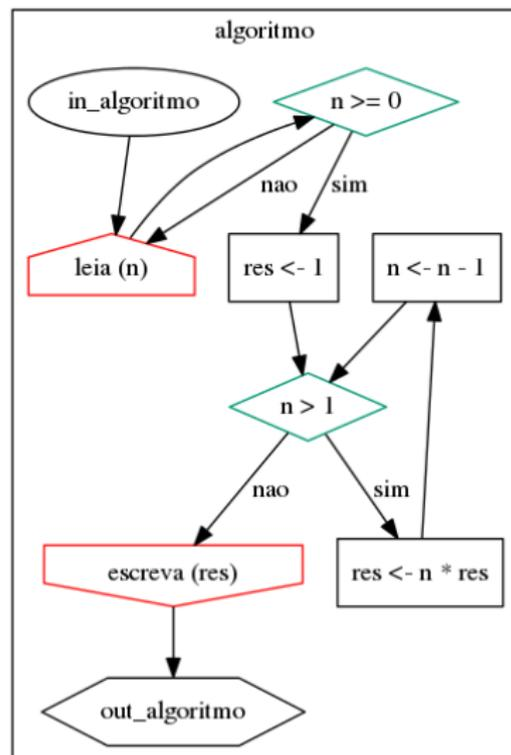 algoritmo
in_algoritmo
n >= 0
nao
sim
leia (n)
res <- 1
n <- n - 1
n > 1
nao
sim
escreva (res)
res <- n * res
out_algoritmo